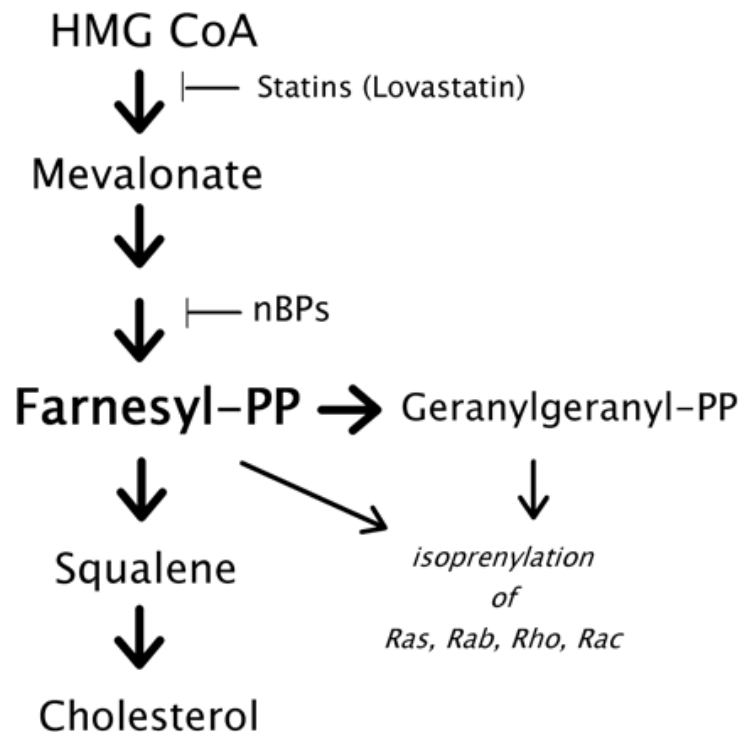 HMG CoA
Statins (Lovastatin)
Mevalonate
nBPs
Farnesyl-PP
Geranylgeranyl-PP
Squalene
isoprenylation
of
Ras, Rab, Rho, Rac
Cholesterol